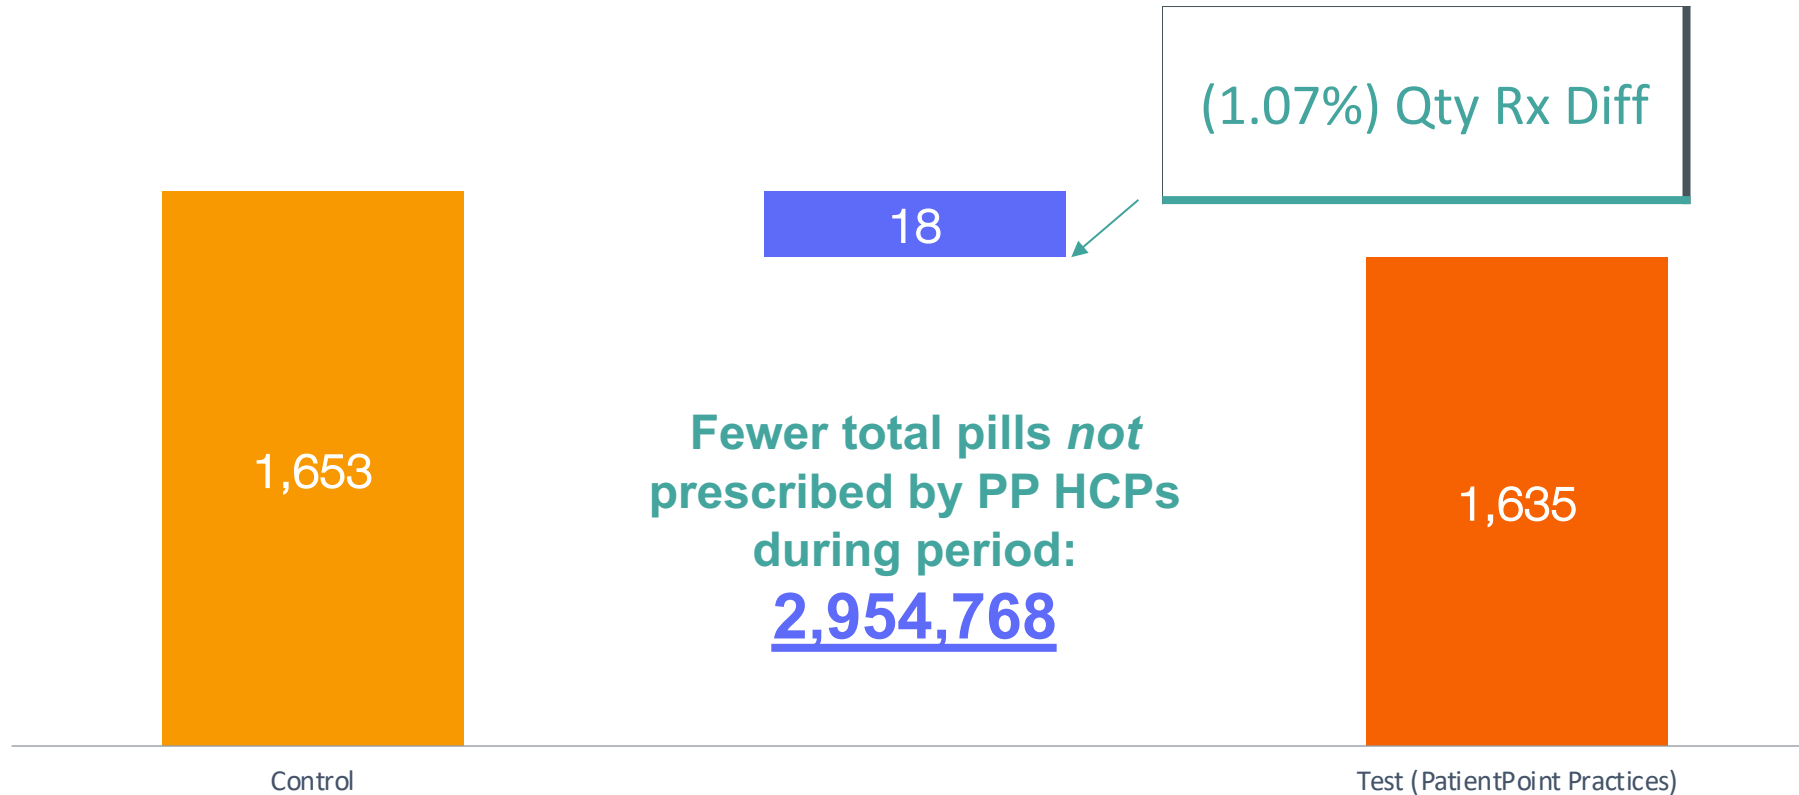 (1.07%) Qty Rx Diff
18
1,653
Fewer total pills not
prescribed by PP HCPs
during period:
2,954,768
1,635
Control
Test (PatientPoint Practices)